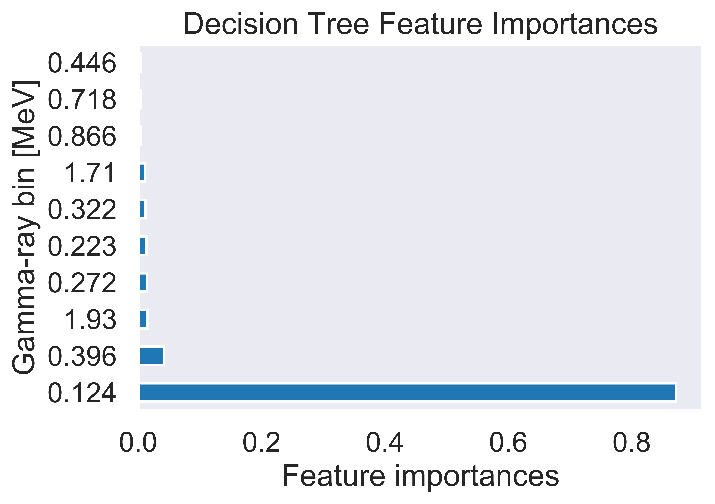 Decision Tree Feature Importances
Gamma-ray bin [MeV]
0.446
0.718
0.866
1.71
0.322
0.223
0.272
1.93
0.396
0.124
0.0 0.2 0.4 0.6 0.8
Feature importances